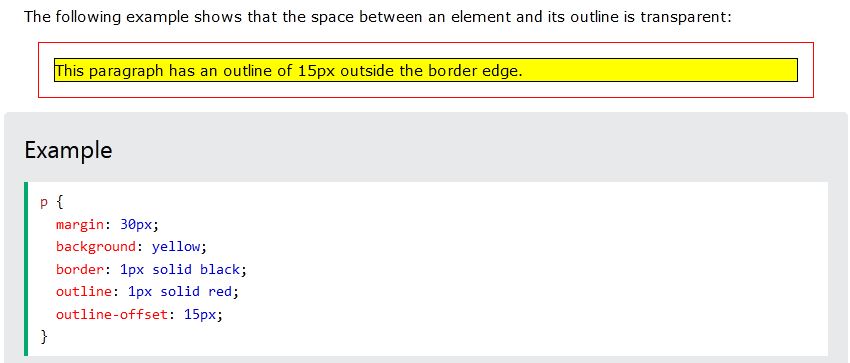 The following example shows that the space between an element and its outline is transparent:
This paragraph has an outline of 15px outside the border edge.
Example
p {
  margin: 30px;
  background: yellow;
  border: 1px solid black;
  outline: 1px solid red;
  outline-offset: 15px;
}